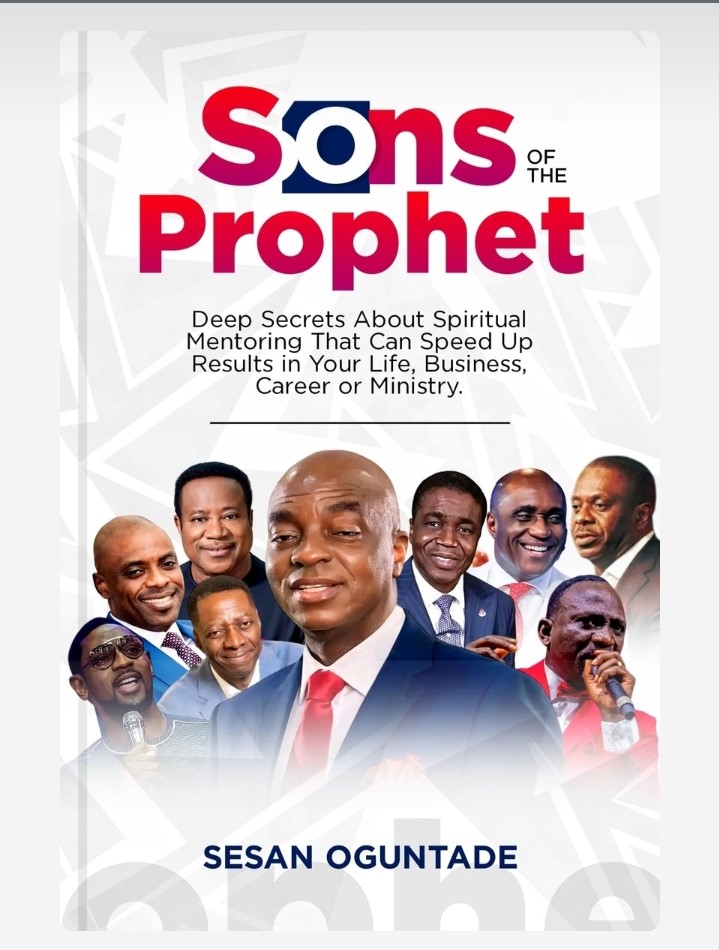 Sons OF
THE
Prophet
Deep Secrets About Spiritual
Mentoring That Can Speed Up
Results in Your Life, Business,
Career or Ministry.
SESAN OGUNTADE
ophe